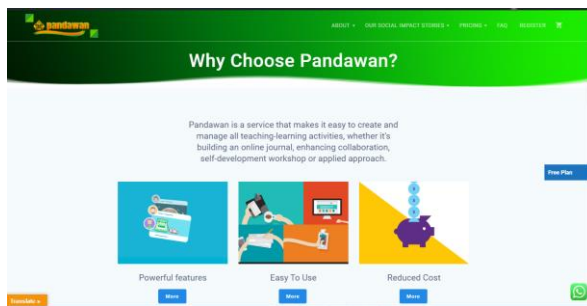 pandawan
ABOUT OUR SOCIAL IMPACT STORIES PRICING FAQ REGISTER
Why Choose Pandawan?
Pandawan is a service that makes it easy to create and
manage all teaching-learning activities, whether it's
building an online journal, enhancing collaboration,
self-development workshop or applied approach.
Free Plan
Powerful features Easy To Use Reduced Cost
More More More
Translate »